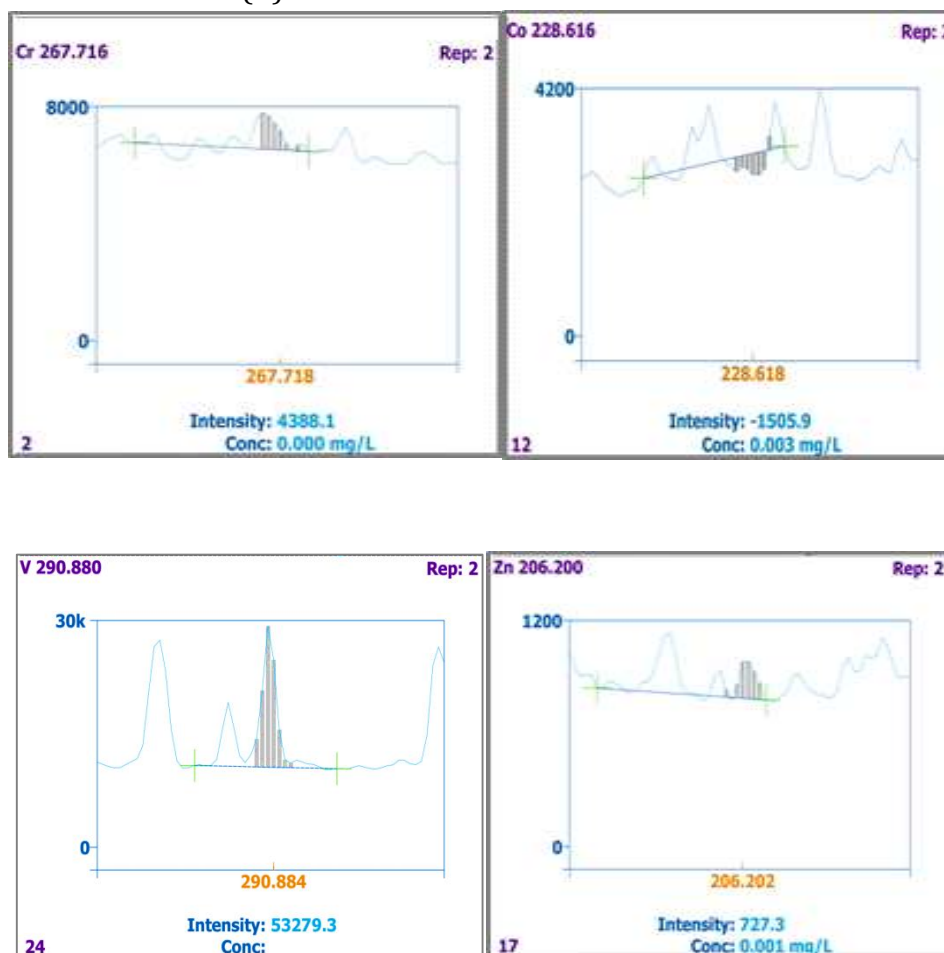 Cr 267.716
Rep: 2
8000
0
267.718
Intensity: 4388.1
Conc: 0.000 mg/L
2
Co 228.616
Rep:
4200
0
228.618
Intensity: -1505.9
Conc: 0.003 mg/L
12
V 290.880
Rep: 2
30k
0
290.884
Intensity: 53279.3
Conc:
24
Zn 206.200
Rep: 2
1200
0
206.202
Intensity: 727.3
Conc: 0.001 mg/L
17